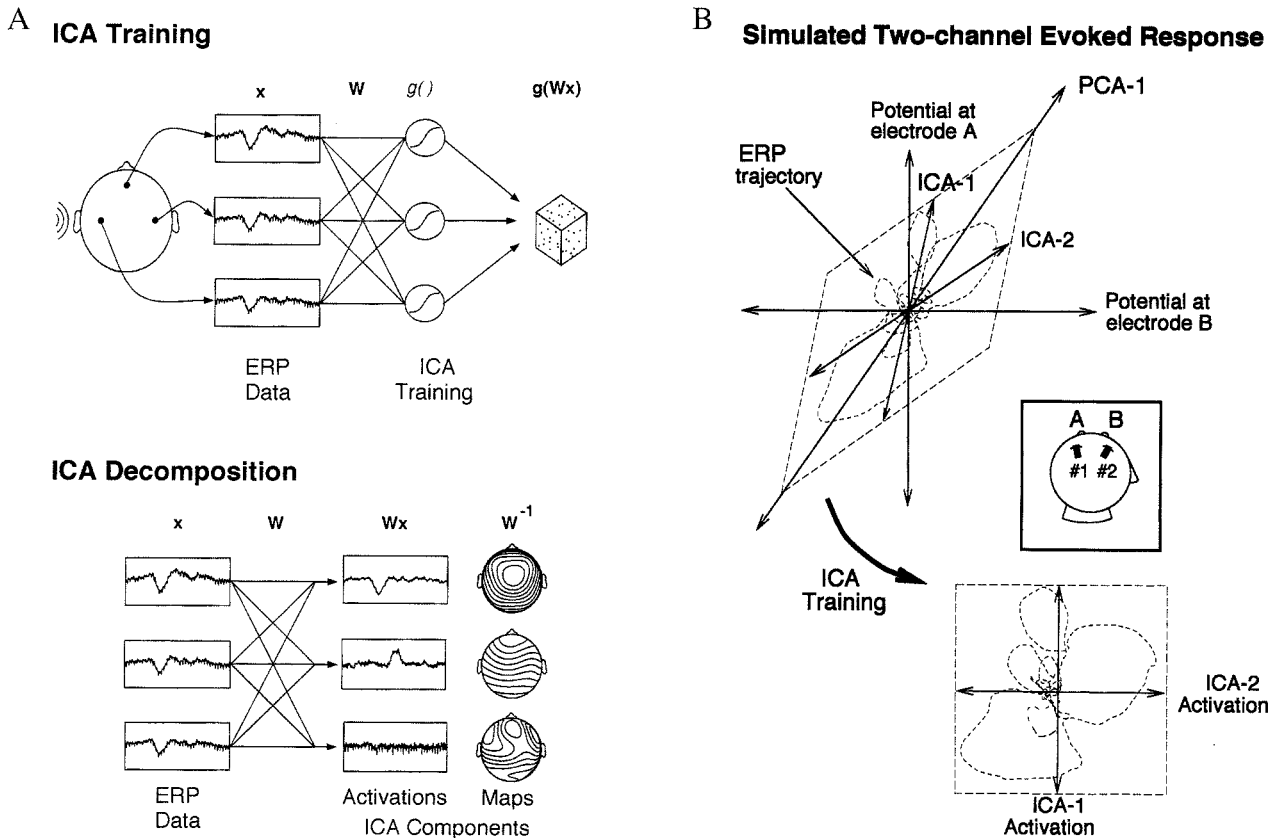 A
ICA Training
x W g() g(Wx)
ERP
Data
ICA
Training
ICA Decomposition
x W Wx W-1
ERP
Data
Activations Maps
ICA Components
B
Simulated Two-channel Evoked Response
PCA-1
Potential at
electrode A
ERP
trajectory
ICA-1
ICA-2
Potential at
electrode B
A B
#1 #2
ICA
Training
ICA-2
Activation
ICA-1
Activation